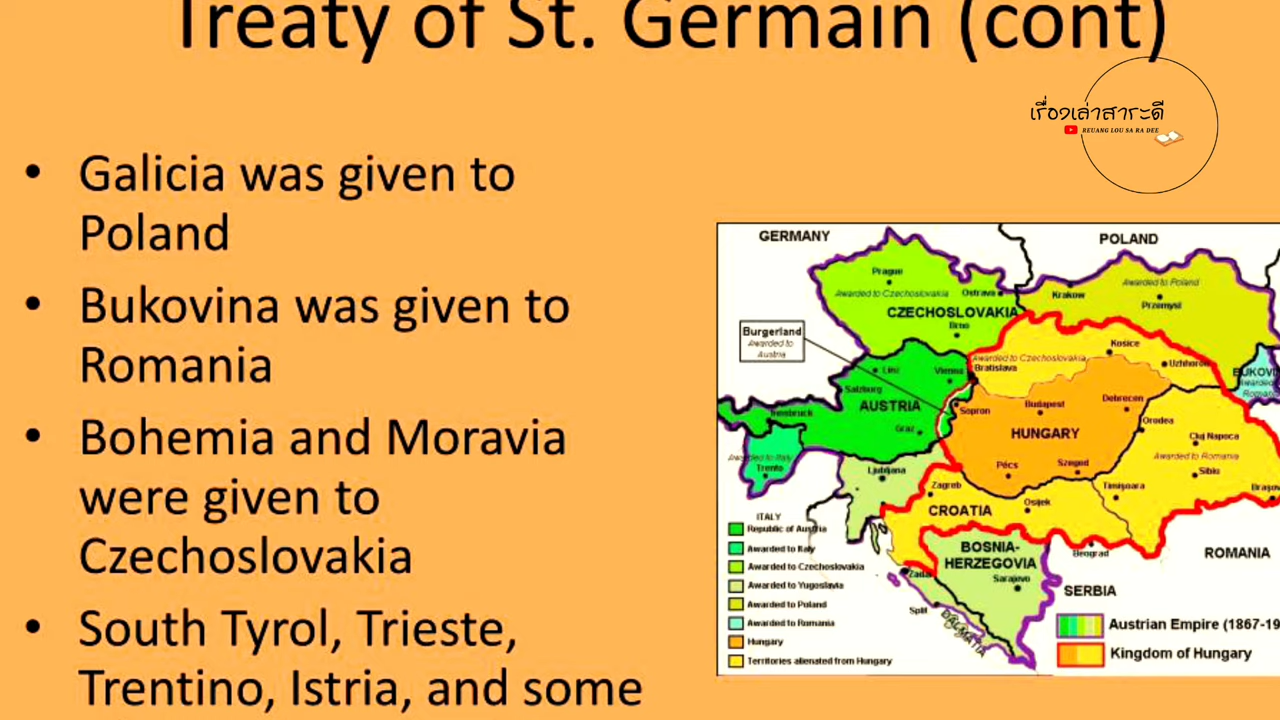 Treaty of St. Germain (cont)
เรื่องเล่าสาระดี
REUANG LOU SA RA DEE
• Galicia was given to
Poland
• Bukovina was given to
Romania
• Bohemia and Moravia
were given to
Czechoslovakia
• South Tyrol, Trieste,
Trentino, Istria, and some
GERMANY
POLAND
Prague
Awarded to Czechoslovakia
Ostrava
Krakow
Awarded to Poland
Przemysl
CZECHOSLOVAKIA
Brno
Burgerland
Awarded to
Austria
Košice
Awarded to Czechoslovakia
Bratislava
Uzhhorod
Linz
Vienna
Salzburg
AUSTRIA
Sopron
Budapest
Debrecen
Innsbruck
Graz
HUNGARY
Oradea
Cluj Napoca
Awarded to Italy
Trento
Awarded to Romania
Ljubljana
Pécs
Szeged
Sibiu
Zagreb
Timişoara
CROATIA
Osijek
ITALY
Republic of Austria
Awarded to Italy
Awarded to Czechoslovakia
Awarded to Yugoslavia
Awarded to Poland
Awarded to Romania
Hungary
Territories alienated from Hungary
BOSNIA-
HERZEGOVIA
Sarajevo
Beograd
ROMANIA
Zadar
SERBIA
Split
DALMATIA
Austrian Empire (1867-19
Kingdom of Hungary